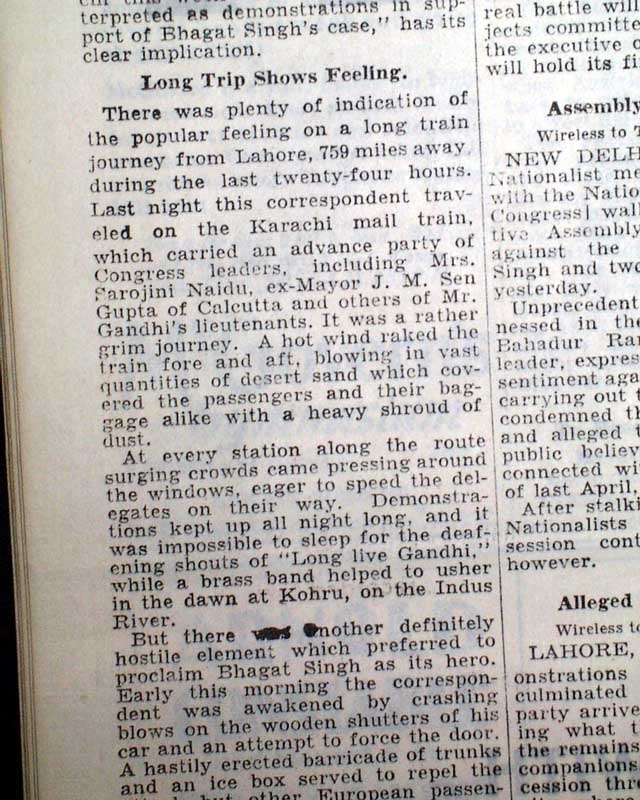 terpreted as demonstrations in sup-
port of Bhagat Singh's case," has its
clear implication.
Long Trip Shows Feeling.
There was plenty of indication of
the popular feeling on a long train
journey from Lahore, 759 miles away,
during the last twenty-four hours.
Last night this correspondent trav-
eled on the Karachi mail train,
which carried an advance party of
Congress leaders, including Mrs.
Sarojini Naidu, ex-Mayor J. M. Sen
Gupta of Calcutta and others of Mr.
Gandhi's lieutenants. It was a rather
grim journey. A hot wind raked the
train fore and aft, blowing in vast
quantities of desert sand which cov-
ered the passengers and their bag-
gage alike with a heavy shroud of
dust.
At every station along the route
surging crowds came pressing around
the windows, eager to speed the del-
egates on their way. Demonstra-
tions kept up all night long, and it
was impossible to sleep for the deaf-
ening shouts of "Long live Gandhi,"
while a brass band helped to usher
in the dawn at Kohru, on the Indus
River.
But there was another definitely
hostile element which preferred to
proclaim Bhagat Singh as its hero.
Early this morning the correspon-
dent was awakened by crashing
blows on the wooden shutters of his
car and an attempt to force the door.
A hastily erected barricade of trunks
and an ice box served to repel the
but other European passen-
real battle will
jects committe
the executive o
will hold its fi
Assembly
Wireless to
NEW DELH
Nationalist me
with the Natio
Congress] wal
tive Assembly
against the
Singh and two
yesterday.
Unprecedent
nessed in the
Bahadur Ran
leader, expres
sentiment aga
carrying out t
condemned th
and alleged t
public believ
connected wi
of last April,
After stalki
Nationalists
session cont
however.
Alleged
Wireless to
LAHORE,
onstrations
culminated
party arrive
ing what t
the remains
companions
cession thr